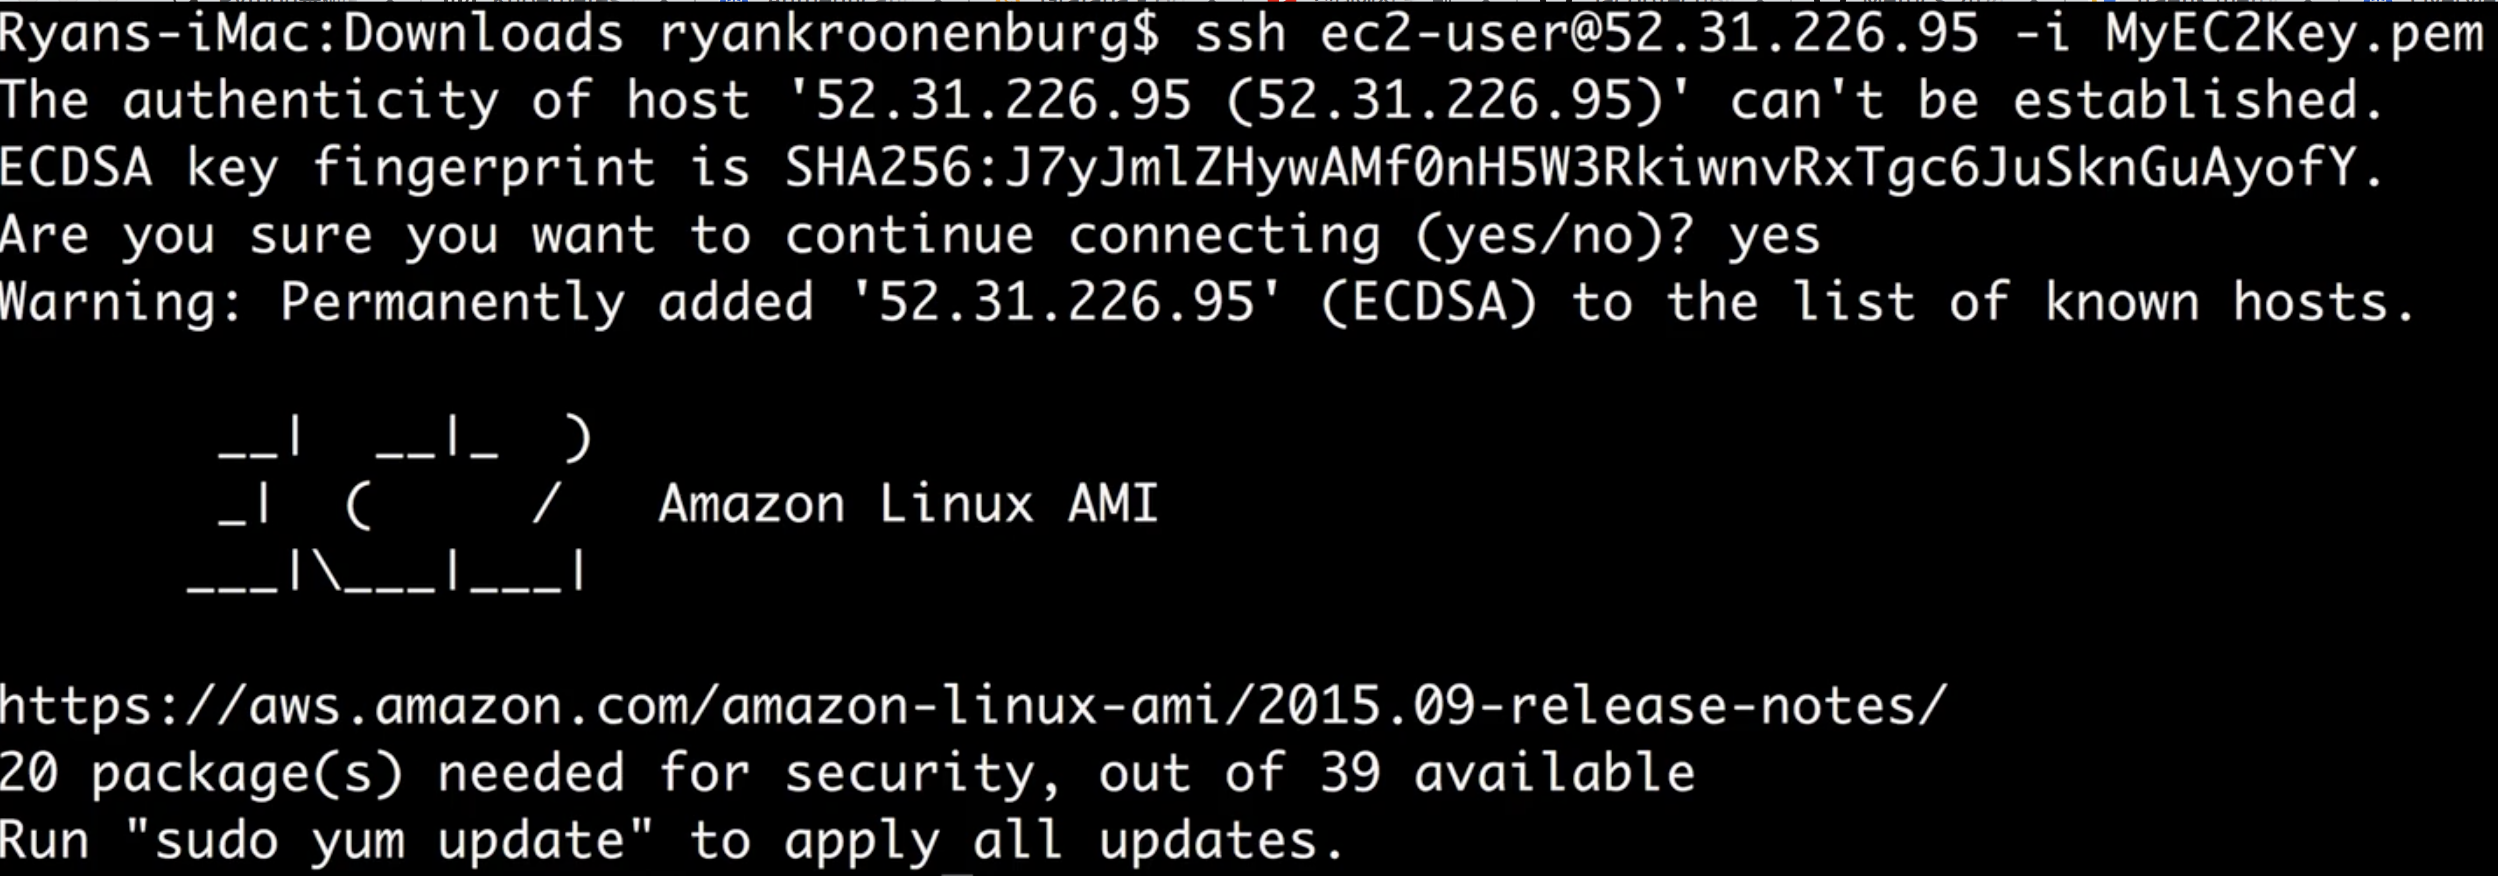 Ryans-iMac:Downloads ryankroonenburg$ ssh ec2-user@52.31.226.95 -i MyEC2Key.pem
The authenticity of host '52.31.226.95 (52.31.226.95)' can't be established.
ECDSA key fingerprint is SHA256:J7yJmlZHywAMf0nH5W3RkiwnvRxTgc6JuSknGuAyofY.
Are you sure you want to continue connecting (yes/no)? yes
Warning: Permanently added '52.31.226.95' (ECDSA) to the list of known hosts.

       __|  __|_  )
       _|  (     /   Amazon Linux AMI
      ___|\___|___|

https://aws.amazon.com/amazon-linux-ami/2015.09-release-notes/
20 package(s) needed for security, out of 39 available
Run "sudo yum update" to apply all updates.